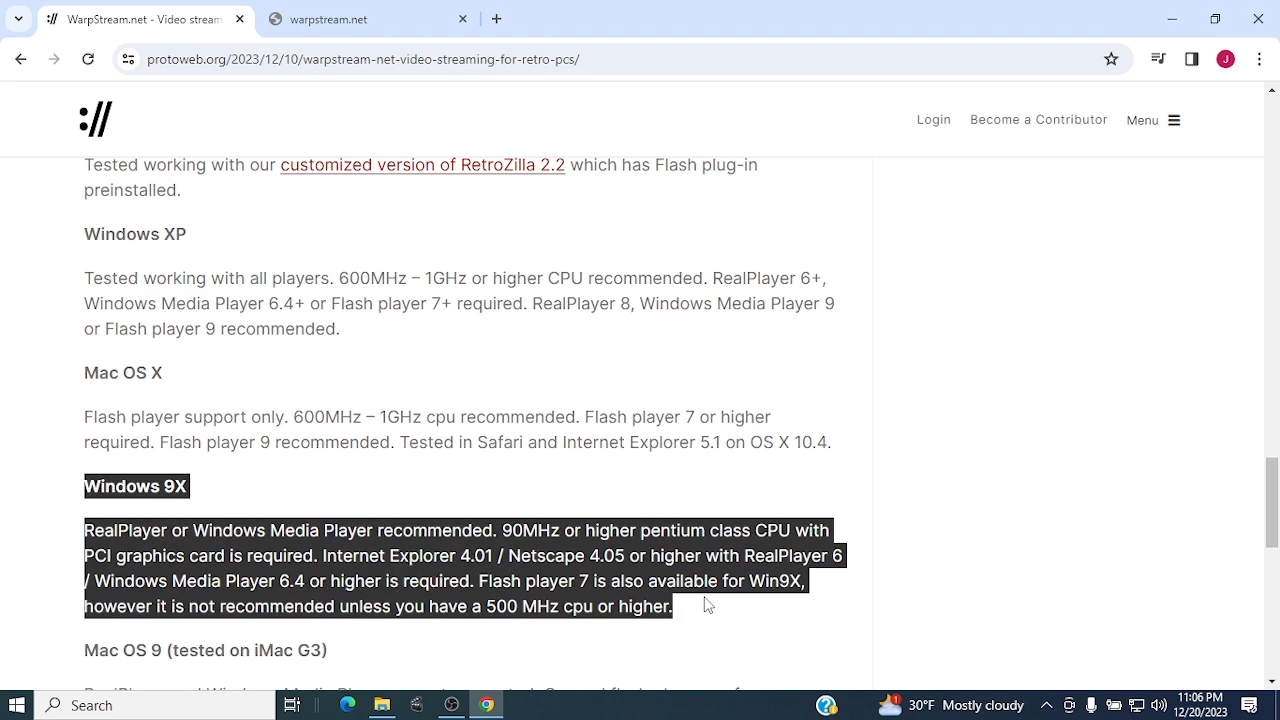 WarpStream.net - Video stream
warpstream.net
protoweb.org/2023/12/10/warpstream-net-video-streaming-for-retro-pcs/
J
://
Login
Become a Contributor
Menu
Tested working with our customized version of RetroZilla 2.2 which has Flash plug-in
preinstalled.
Windows XP
Tested working with all players. 600MHz – 1GHz or higher CPU recommended. RealPlayer 6+,
Windows Media Player 6.4+ or Flash player 7+ required. RealPlayer 8, Windows Media Player 9
or Flash player 9 recommended.
Mac OS X
Flash player support only. 600MHz – 1GHz cpu recommended. Flash player 7 or higher
required. Flash player 9 recommended. Tested in Safari and Internet Explorer 5.1 on OS X 10.4.
Windows 9X
RealPlayer or Windows Media Player recommended. 90MHz or higher pentium class CPU with
PCI graphics card is required. Internet Explorer 4.01 / Netscape 4.05 or higher with RealPlayer 6
/ Windows Media Player 6.4 or higher is required. Flash player 7 is also available for Win9X,
however it is not recommended unless you have a 500 MHz cpu or higher.
Mac OS 9 (tested on iMac G3)
Search
1
30°F Mostly cloudy
11:06 PM
12/20/2023